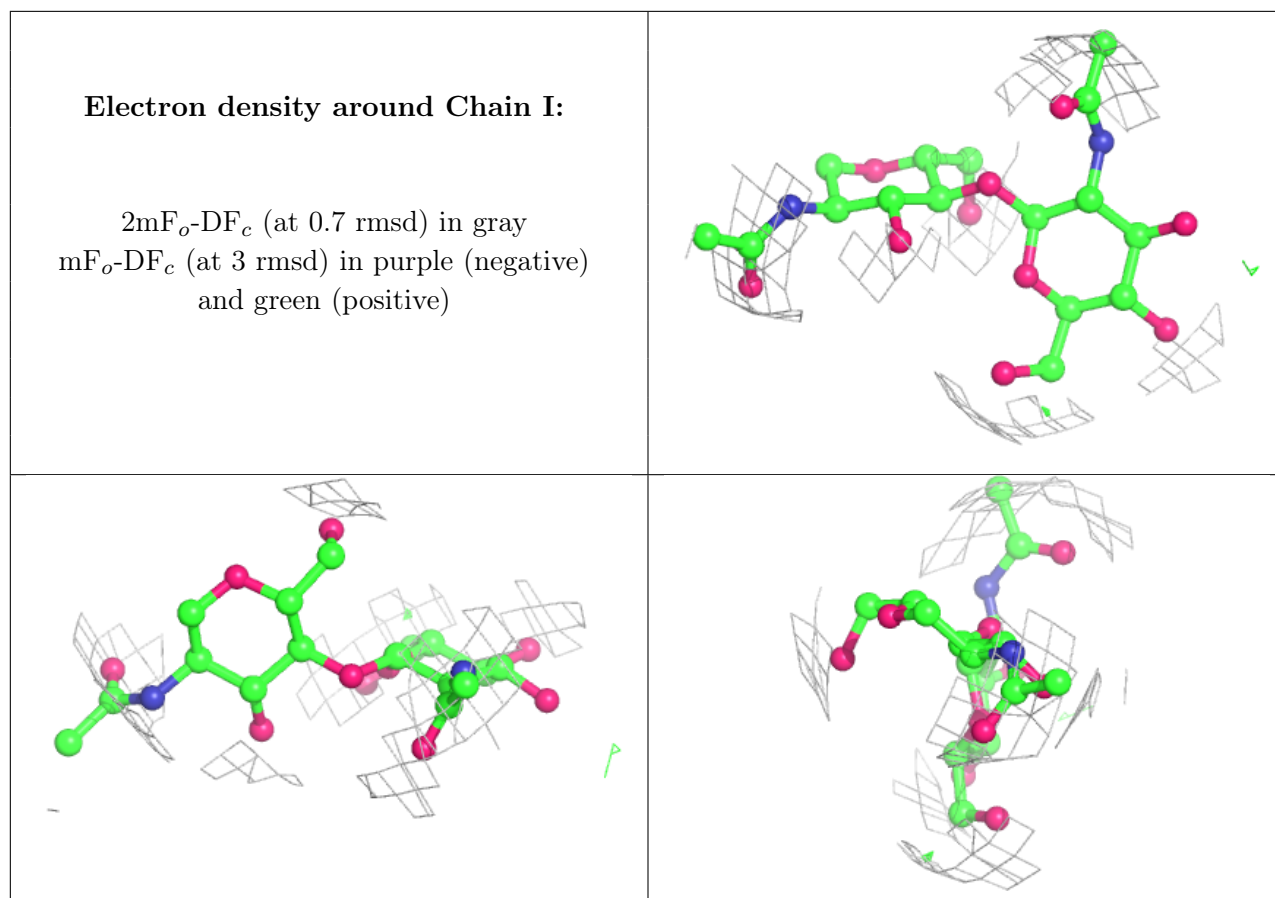 Electron density around Chain I:
2mFₒ-DF𝒸 (at 0.7 rmsd) in gray
mFₒ-DF𝒸 (at 3 rmsd) in purple (negative)
and green (positive)